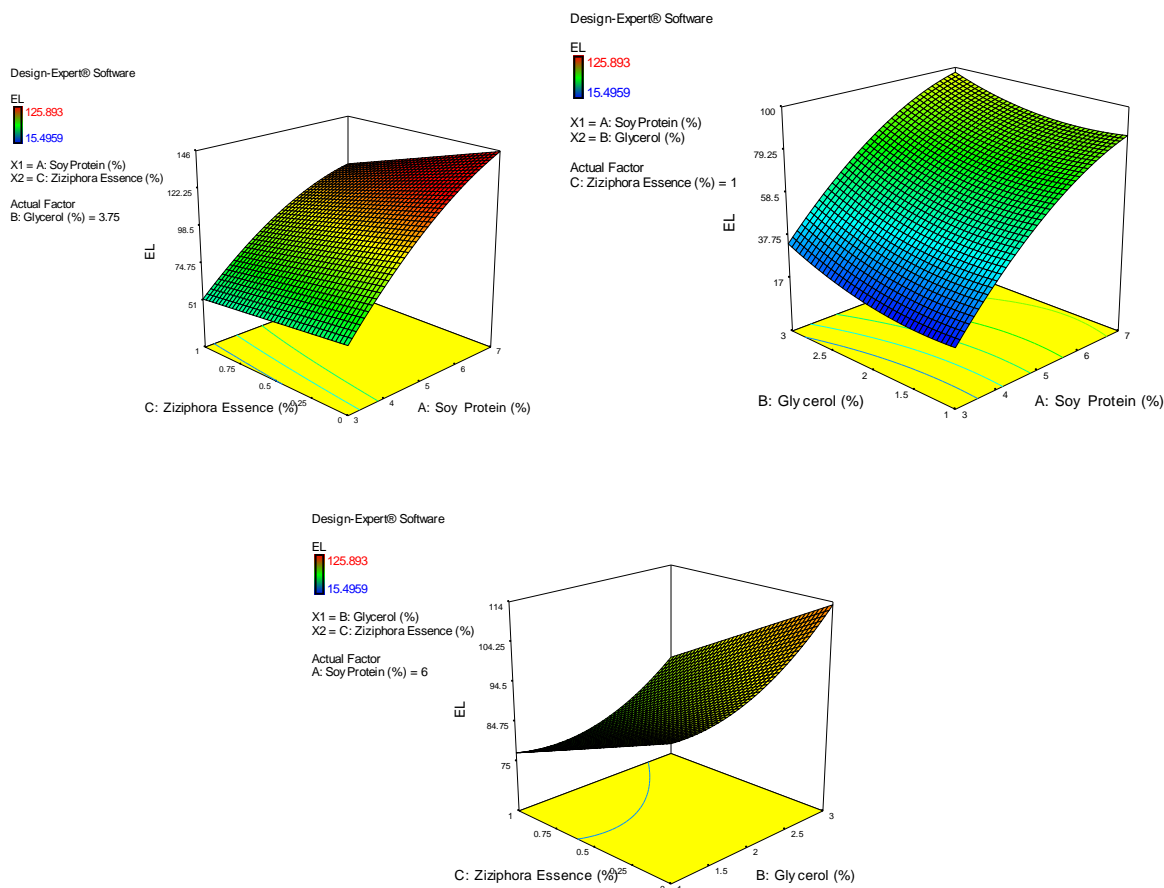 Design-Expert® Software
EL
125.893
15.4959
X1 = A: Soy Protein (%)
X2 = C: Ziziphora Essence (%)
Actual Factor
B: Glycerol (%) = 3.75
146
122.25
98.5
74.75
51
EL
1
0.75
0.5
0.25
0
3
4
5
6
7
C: Ziziphora Essence (%)
A: Soy Protein (%)
Design-Expert® Software
EL
125.893
15.4959
X1 = A: Soy Protein (%)
X2 = B: Glycerol (%)
Actual Factor
C: Ziziphora Essence (%) = 1
100
79.25
58.5
37.75
17
EL
3
2.5
2
1.5
1
3
4
5
6
7
B: Glycerol (%)
A: Soy Protein (%)
Design-Expert® Software
EL
125.893
15.4959
X1 = B: Glycerol (%)
X2 = C: Ziziphora Essence (%)
Actual Factor
A: Soy Protein (%) = 6
114
104.25
94.5
84.75
75
EL
1
0.75
0.5
0.25
1.5
2
2.5
3
C: Ziziphora Essence (%)
B: Glycerol (%)